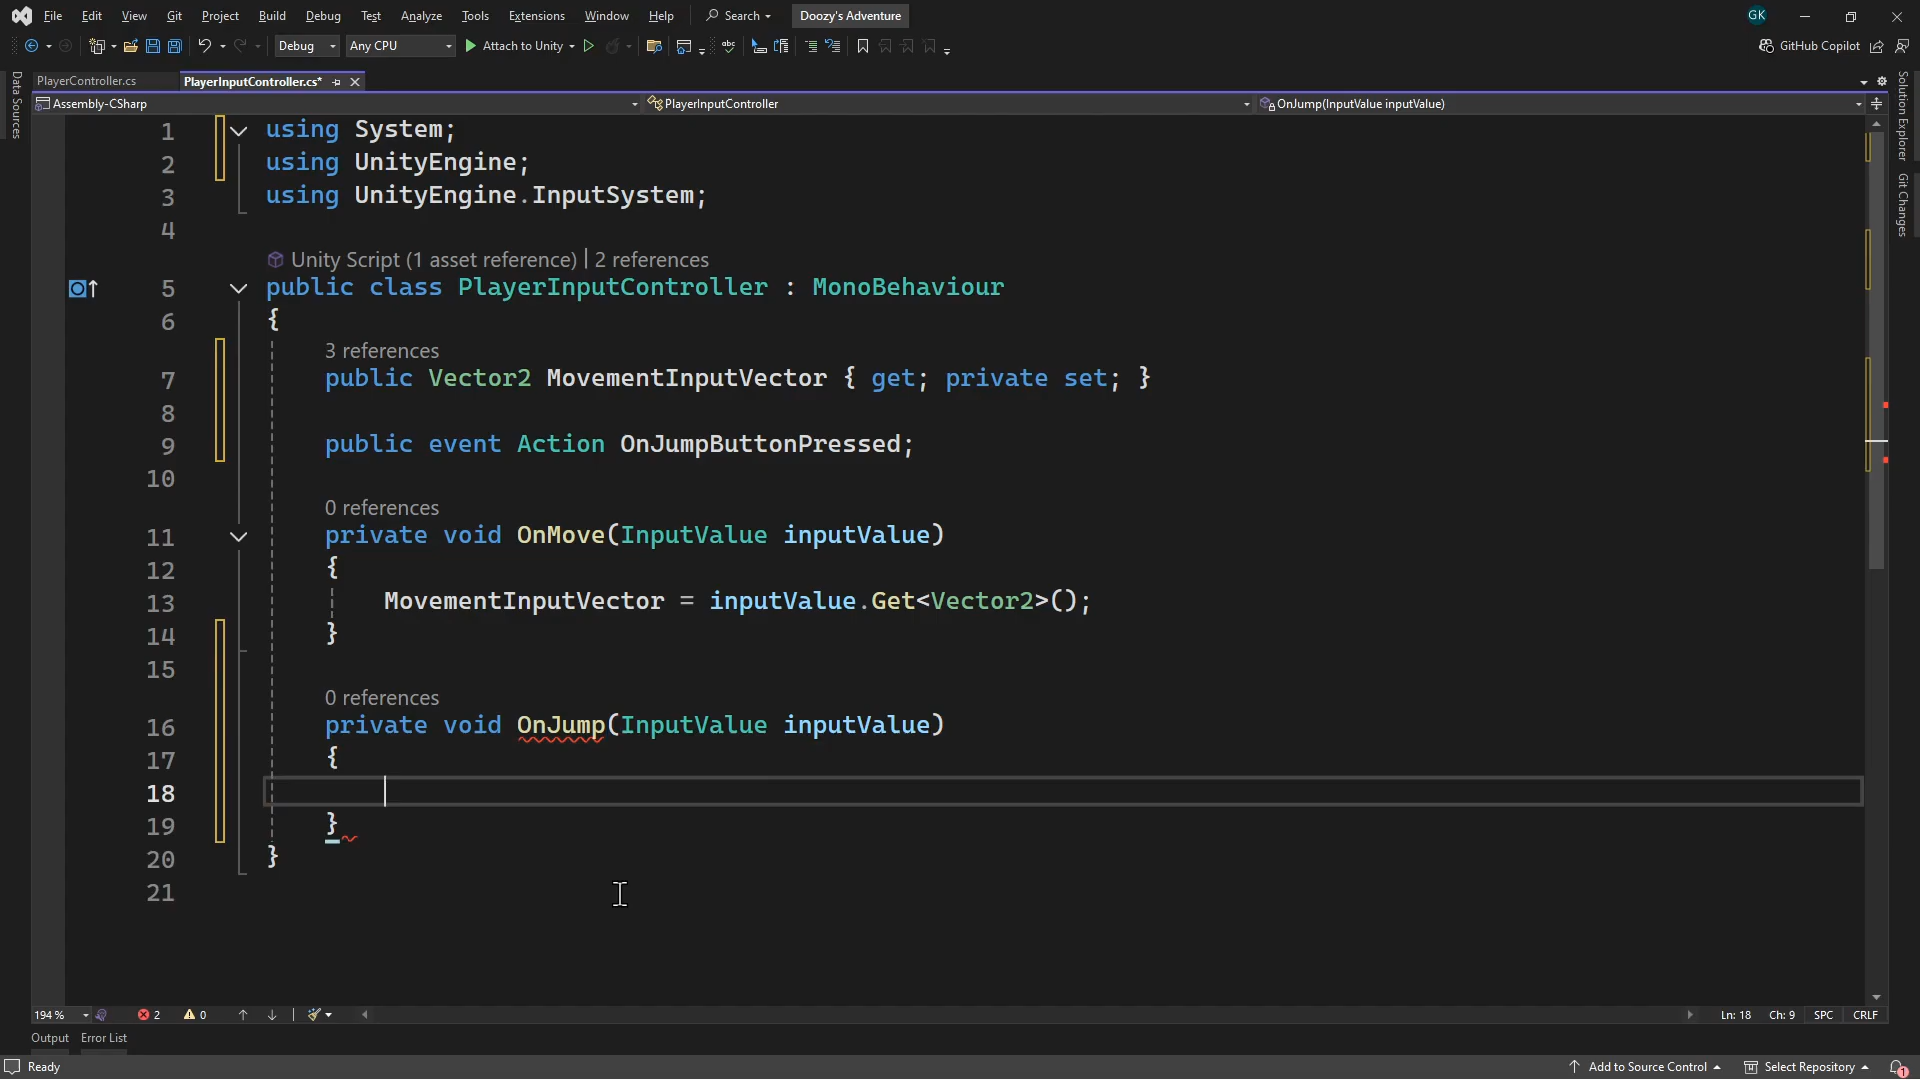 File Edit View Git Project Build Debug Test Analyze Tools Extensions Window Help Search Doozy's Adventure GK
Debug Any CPU Attach to Unity GitHub Copilot
PlayerController.cs PlayerInputController.cs*
Assembly-CSharp PlayerInputController OnJump(InputValue inputValue)
Data Sources
Solution Explorer
Git Changes
1 using System;
2 using UnityEngine;
3 using UnityEngine.InputSystem;
4
Unity Script (1 asset reference) | 2 references
5 public class PlayerInputController : MonoBehaviour
6 {
3 references
7 public Vector2 MovementInputVector { get; private set; }
8
9 public event Action OnJumpButtonPressed;
10
0 references
11 private void OnMove(InputValue inputValue)
12 {
13 MovementInputVector = inputValue.Get<Vector2>();
14 }
15
0 references
16 private void OnJump(InputValue inputValue)
17 {
18
19 }
20 }
21
194 % 2 0 Ln: 18 Ch: 9 SPC CRLF
Output Error List
Ready Add to Source Control Select Repository 1